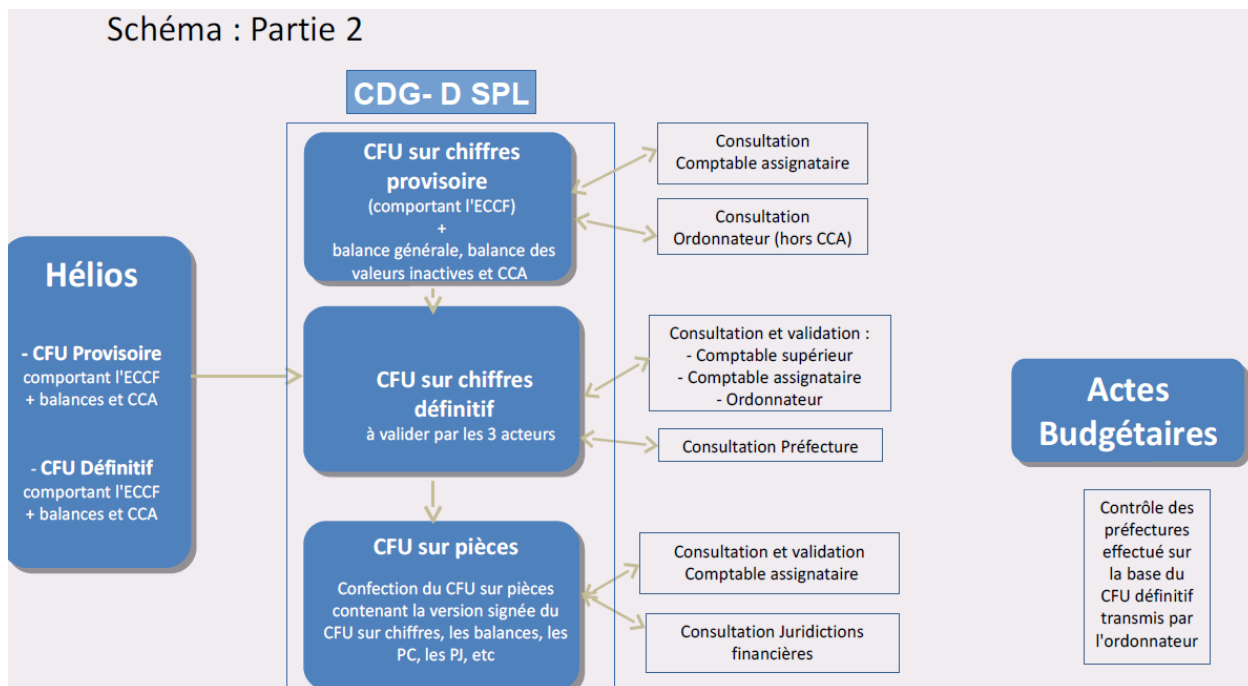 Schéma : Partie 2
CDG- D SPL
Hélios
- CFU Provisoire
comportant l'ECCF
+ balances et CCA
- CFU Définitif
comportant l'ECCF
+ balances et CCA
CFU sur chiffres
provisoire
(comportant l'ECCF)
+
balance générale, balance des
valeurs inactives et CCA
Consultation
Comptable assignataire
Consultation
Ordonnateur (hors CCA)
CFU sur chiffres
définitif
à valider par les 3 acteurs
Consultation et validation :
- Comptable supérieur
- Comptable assignataire
- Ordonnateur
Consultation Préfecture
CFU sur pièces
Confection du CFU sur pièces
contenant la version signée du
CFU sur chiffres, les balances, les
PC, les PJ, etc
Consultation et validation
Comptable assignataire
Consultation Juridictions
financières
Actes
Budgétaires
Contrôle des
préfectures
effectué sur
la base du
CFU définitif
transmis par
l'ordonnateur